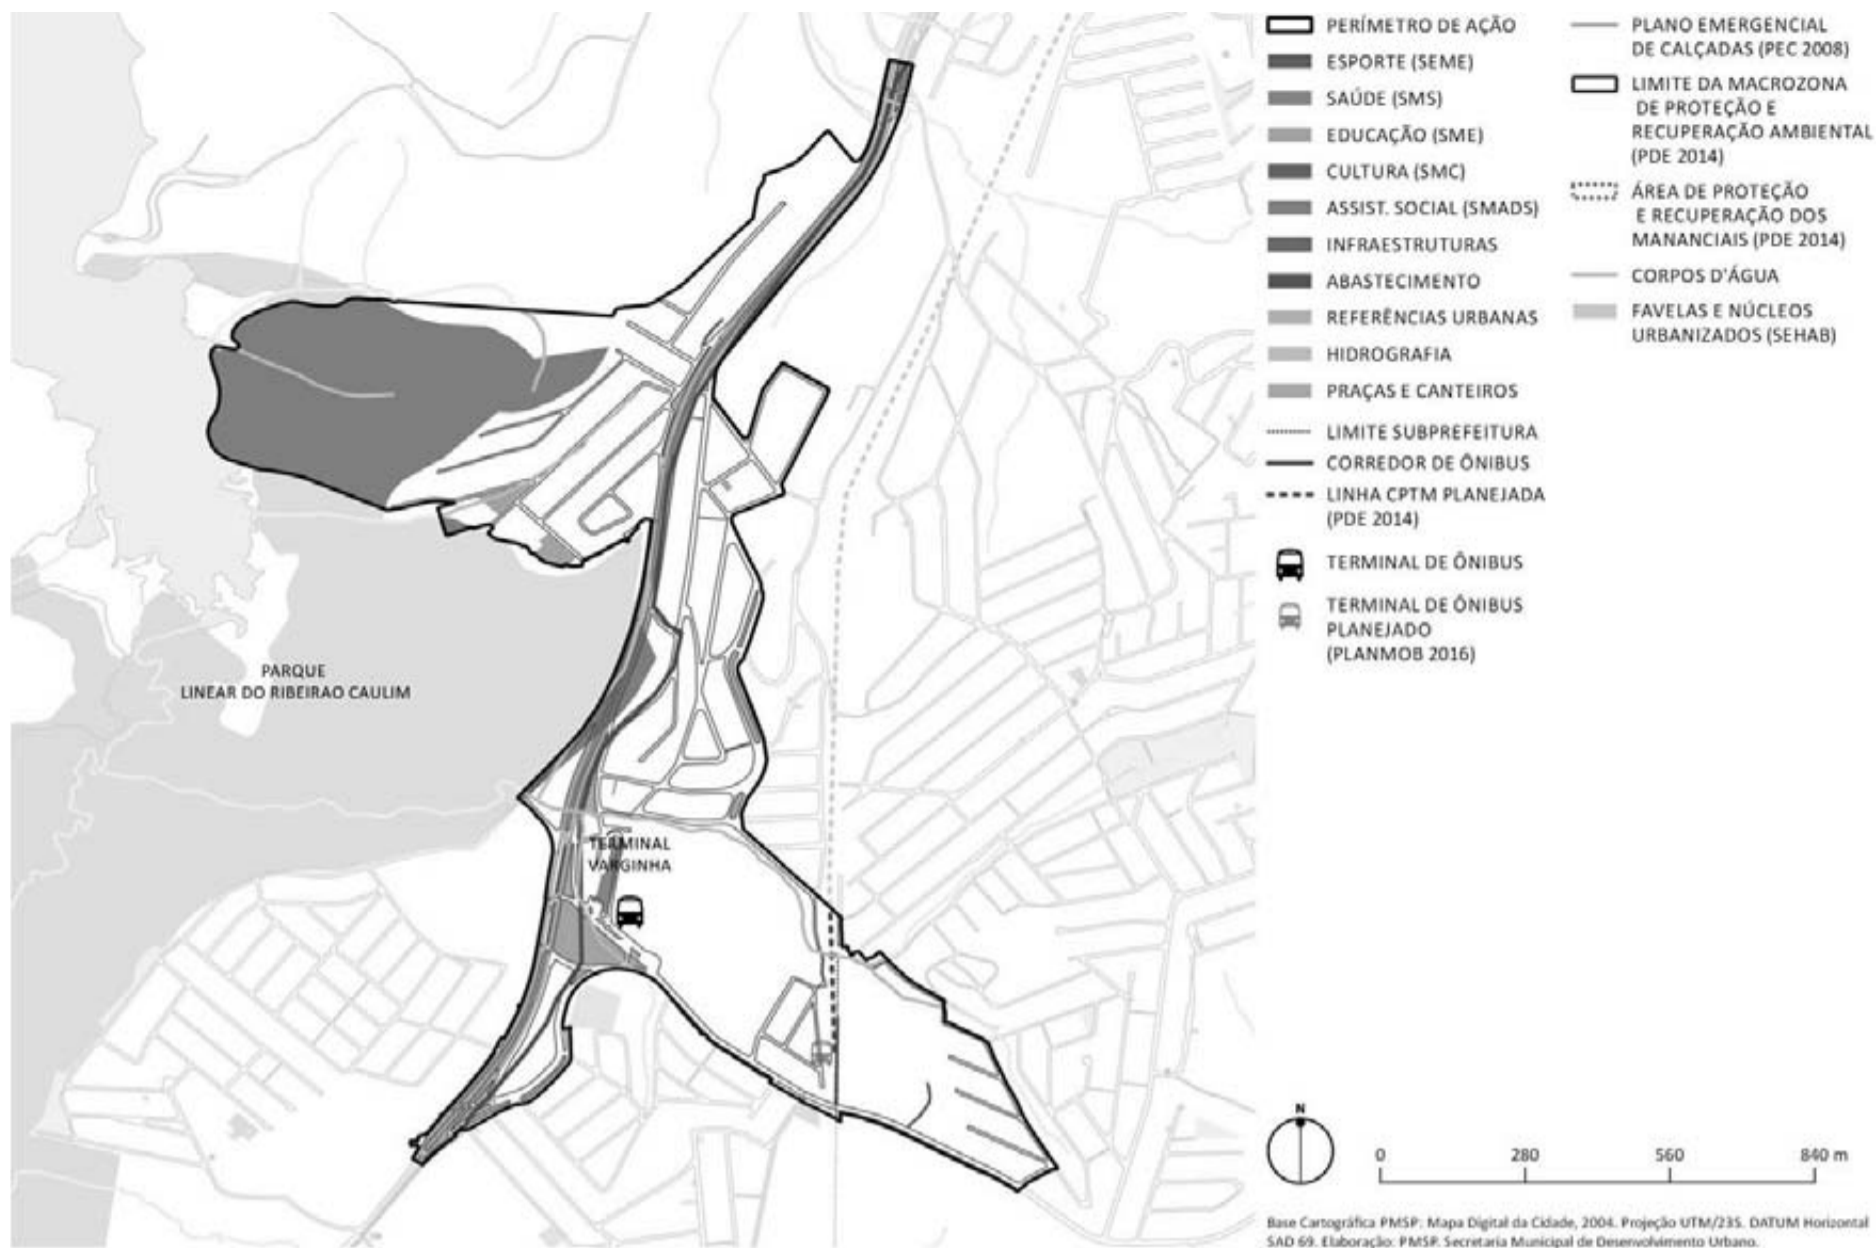 PARQUE
LINEAR DO RIBEIRAO CAULIM
TERMINAL
VARGINHA
PERÍMETRO DE AÇÃO
ESPORTE (SEME)
SAÚDE (SMS)
EDUCAÇÃO (SME)
CULTURA (SMC)
ASSIST. SOCIAL (SMADS)
INFRAESTRUTURAS
ABASTECIMENTO
REFERÊNCIAS URBANAS
HIDROGRAFIA
PRAÇAS E CANTEIROS
LIMITE SUBPREFEITURA
CORREDOR DE ÔNIBUS
LINHA CPTM PLANEJADA
(PDE 2014)
TERMINAL DE ÔNIBUS
TERMINAL DE ÔNIBUS
PLANEJADO
(PLANMOB 2016)
PLANO EMERGENCIAL
DE CALÇADAS (PEC 2008)
LIMITE DA MACROZONA
DE PROTEÇÃO E
RECUPERAÇÃO AMBIENTAL
(PDE 2014)
ÁREA DE PROTEÇÃO
E RECUPERAÇÃO DOS
MANANCIAIS (PDE 2014)
CORPOS D'ÁGUA
FAVELAS E NÚCLEOS
URBANIZADOS (SEHAB)
N
0 280 560 840 m
Base Cartográfica PMSP: Mapa Digital da Cidade, 2004. Projeção UTM/23S. DATUM Horizontal
SAD 69. Elaboração: PMSP. Secretaria Municipal de Desenvolvimento Urbano.